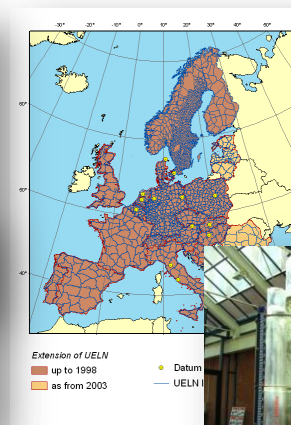 -30° -20° -10° 0° 10° 20° 30° 40° 50° 60°
60°
50°
40°
Extension of UELN
up to 1998
as from 2003
Datum
UELN